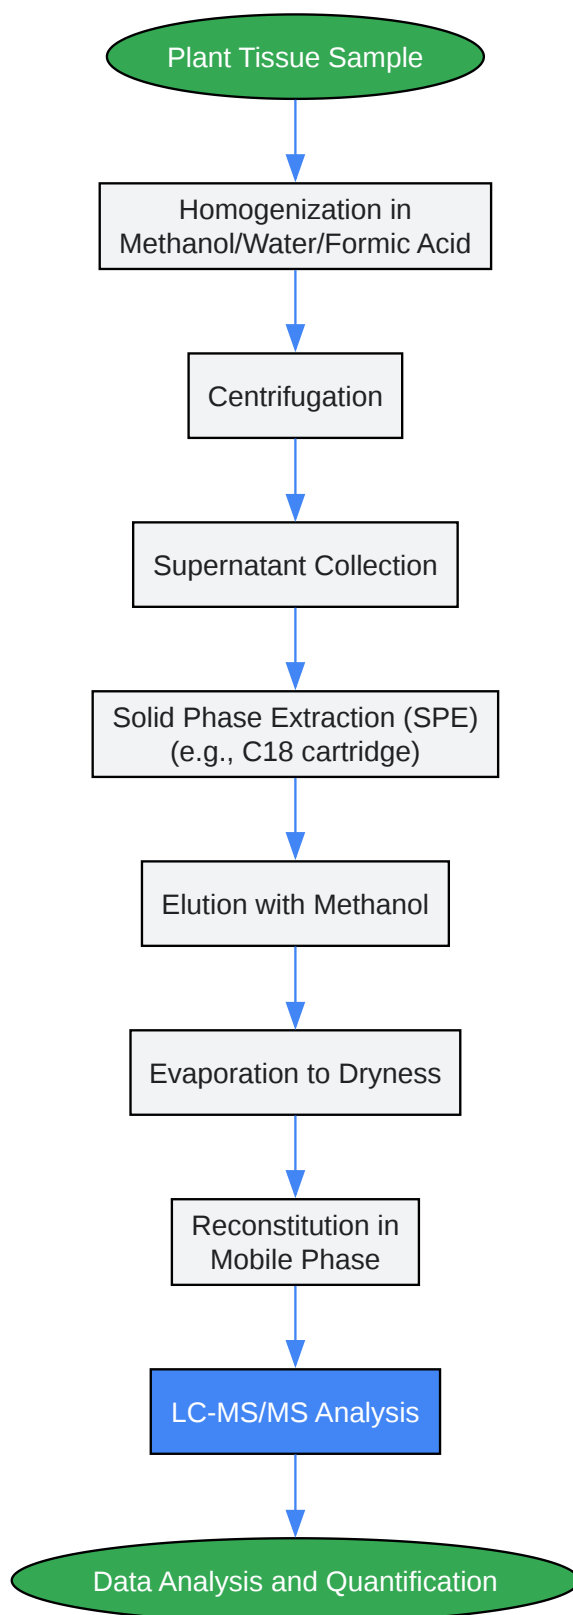 Plant Tissue Sample
Homogenization in
Methanol/Water/Formic Acid
Centrifugation
Supernatant Collection
Solid Phase Extraction (SPE)
(e.g., C18 cartridge)
Elution with Methanol
Evaporation to Dryness
Reconstitution in
Mobile Phase
LC-MS/MS Analysis
Data Analysis and Quantification